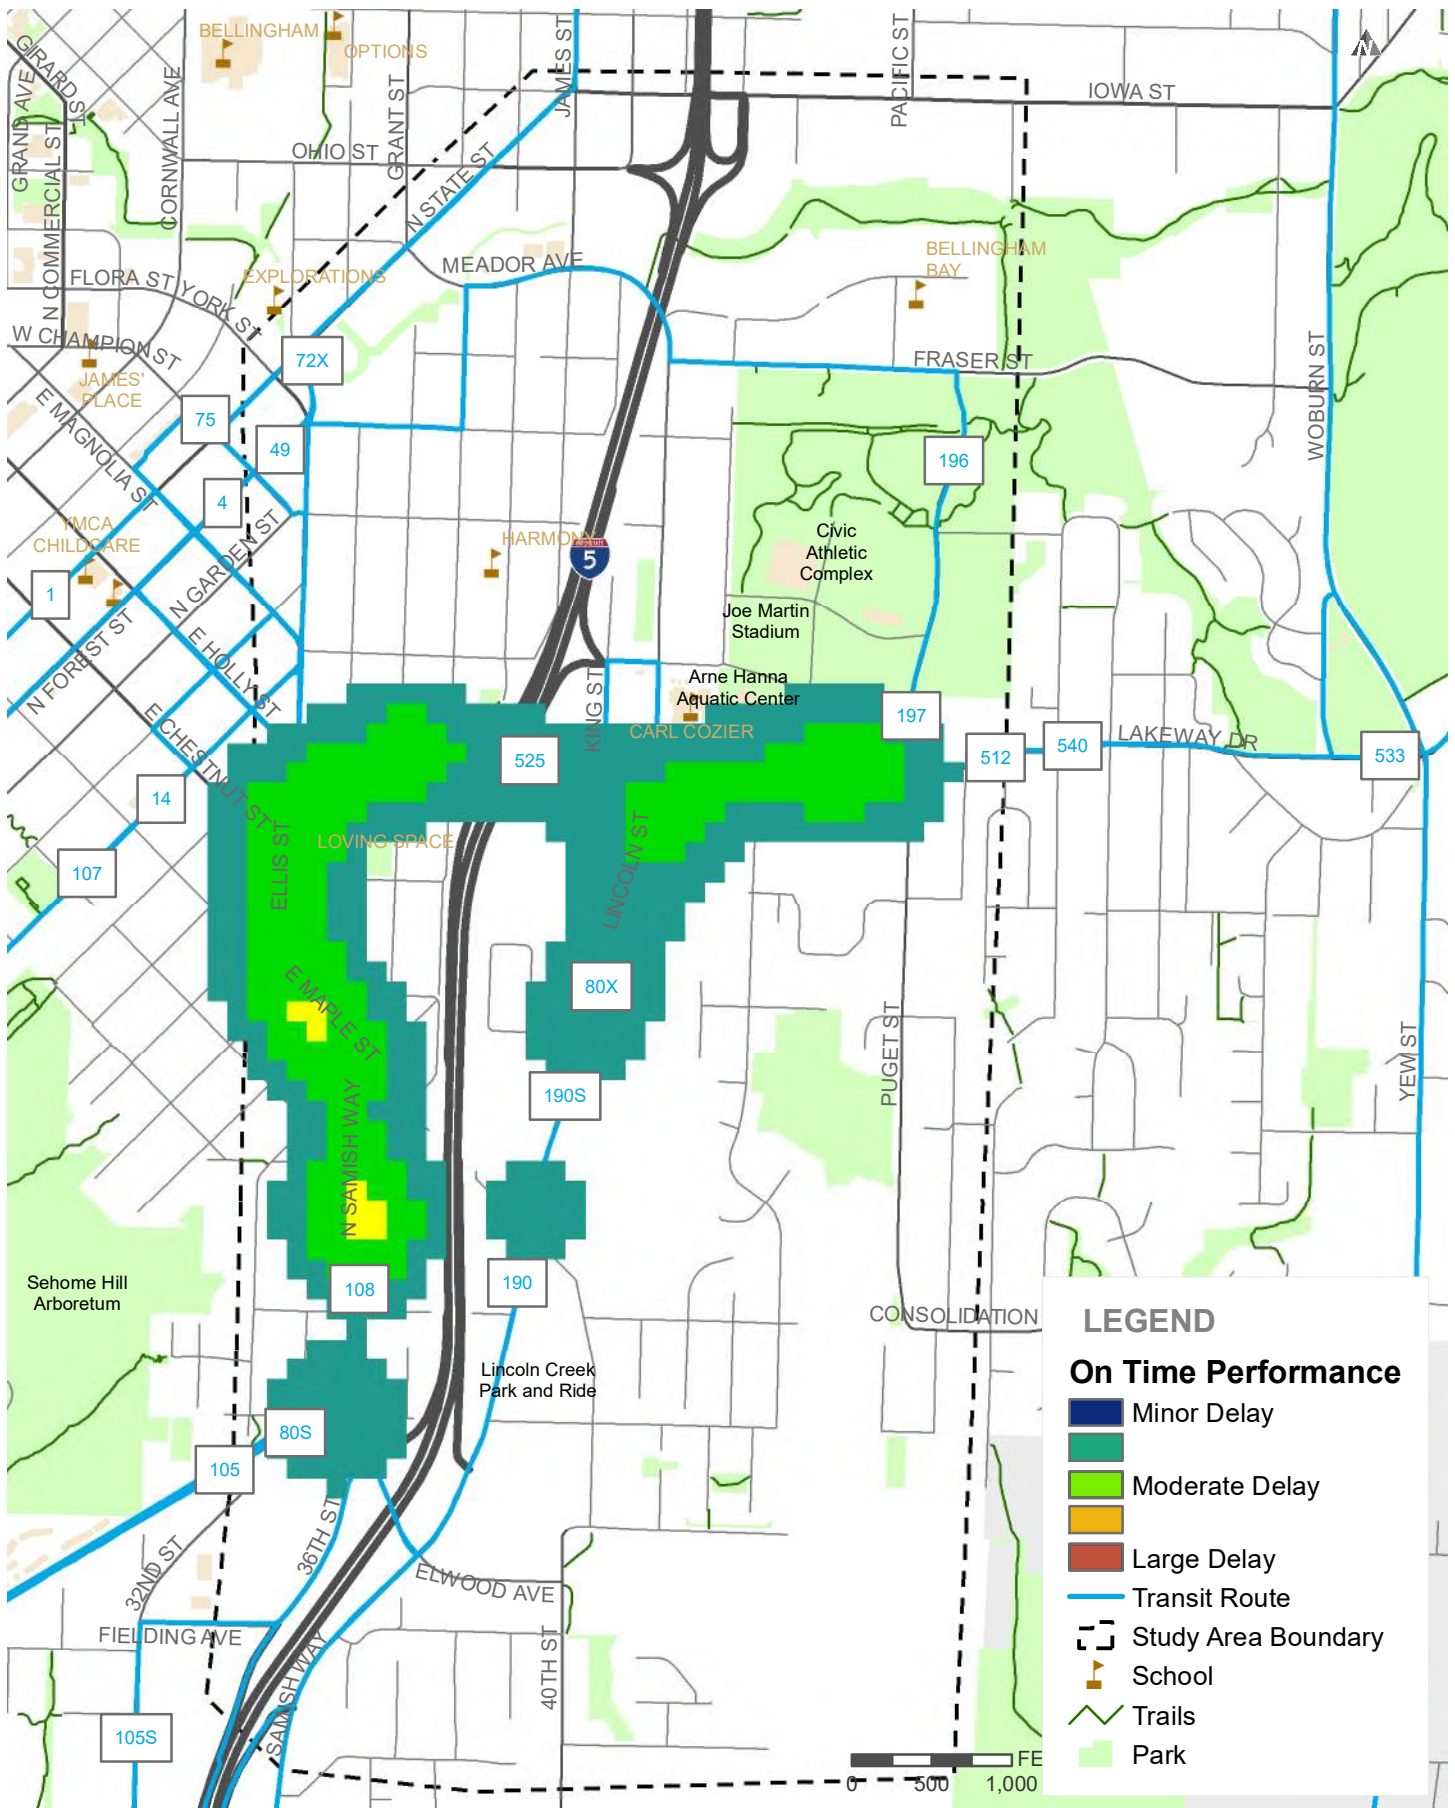 BELLINGHAM
OPTIONS
GIRARD ST
GRAND AVE
N COMMERCIAL ST
CORNWALL AVE
GRANT ST
JAMES ST
PACIFIC ST
IOWA ST
N
OHIO ST
N STATE ST
MEADOR AVE
BELLINGHAM
BAY
FLORA ST
YORK ST
EXPLORATIONS
W CHAMPION ST
72X
FRASER ST
WOBURN ST
JAMES'
PLACE
E MAGNOLIA ST
75
49
196
4
YMCA
CHILDCARE
HARMONY
INTERSTATE
5
Civic
Athletic
Complex
1
N GARDEN ST
N FOREST ST
E HOLLY ST
Joe Martin
Stadium
KING ST
Arne Hanna
Aquatic Center
CARL COZIER
197
E CHESTNUT ST
525
512
540
LAKEWAY DR
533
14
ELLIS ST
LOVING SPACE
LINCOLN ST
107
E MAPLE ST
80X
PUGET ST
YEW ST
190S
N SAMISH WAY
Sehome Hill
Arboretum
108
190
CONSOLIDATION
Lincoln Creek
Park and Ride
80S
105
36TH ST
32ND ST
ELWOOD AVE
FIELDING AVE
SAMISH WAY
40TH ST
105S
FE
0 500 1,000
LEGEND
On Time Performance
Minor Delay
Moderate Delay
Large Delay
Transit Route
Study Area Boundary
School
Trails
Park